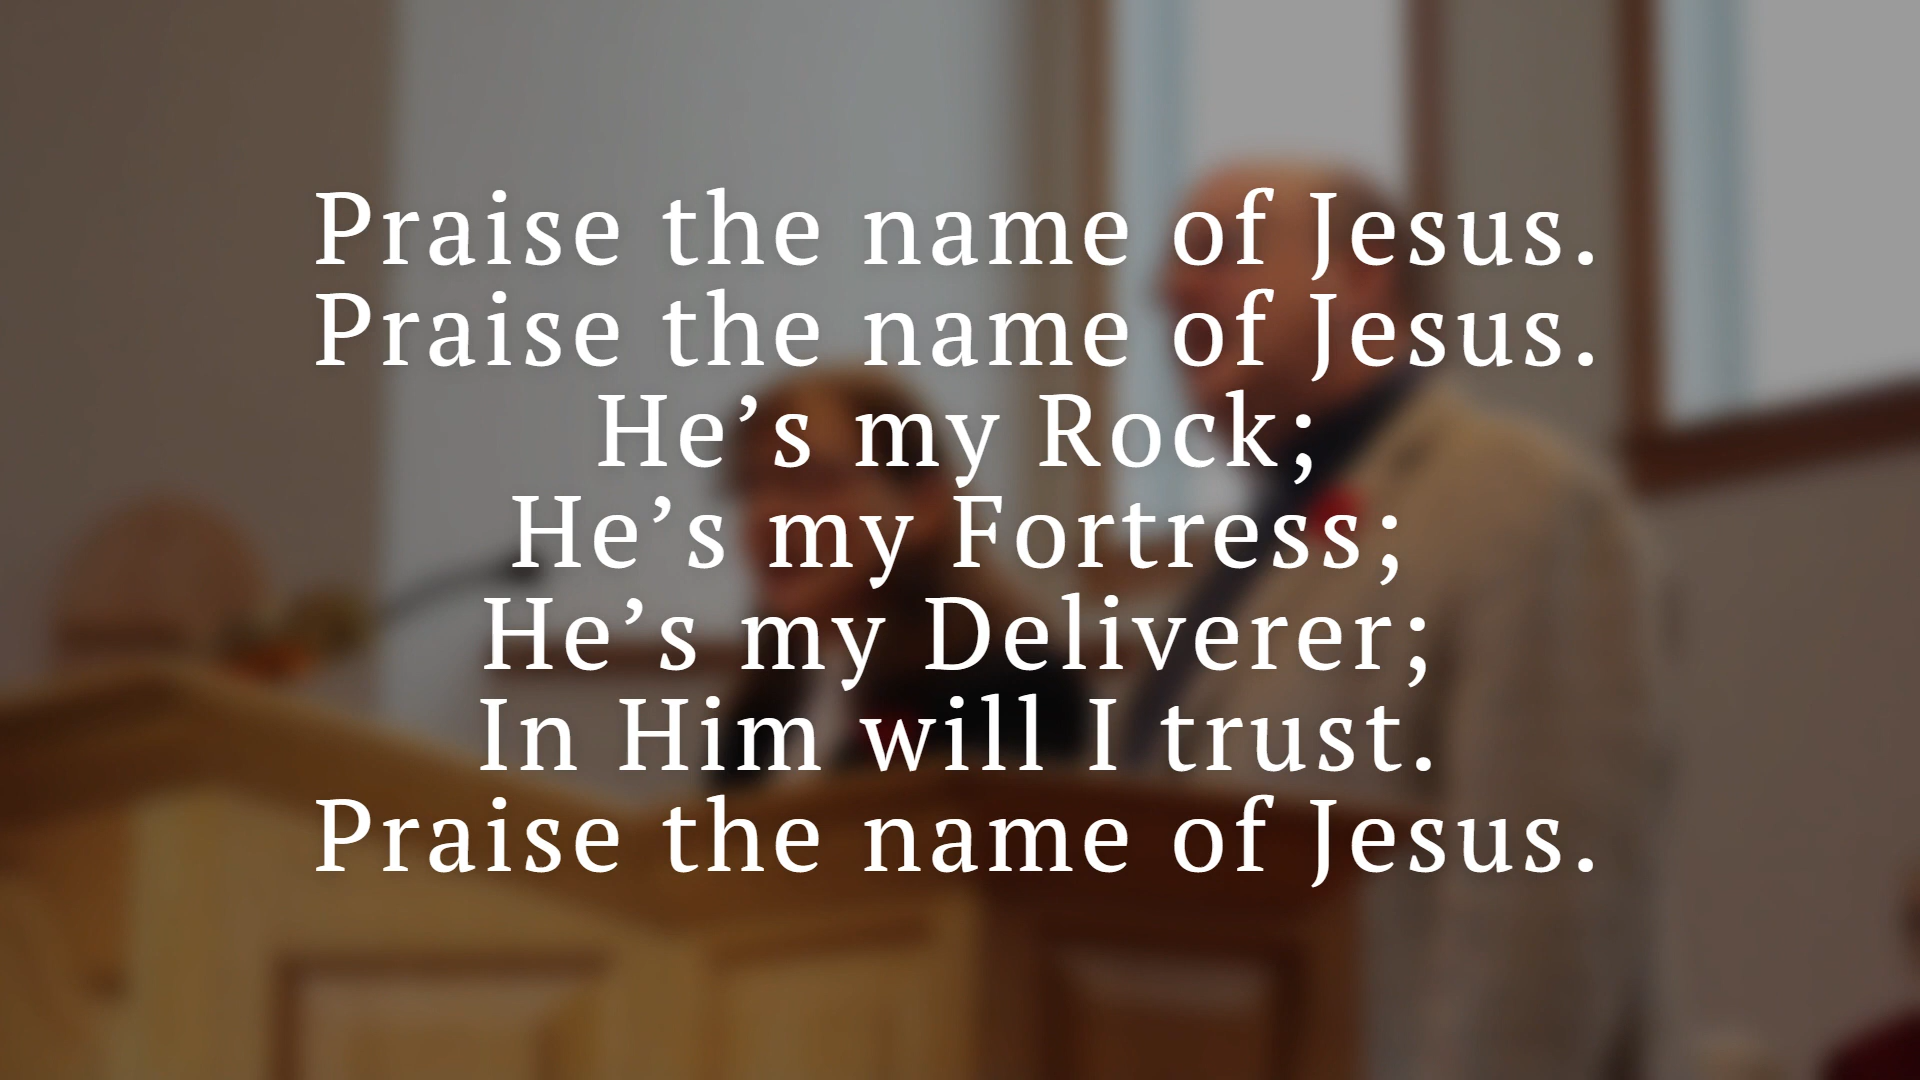 Praise the name of Jesus.
Praise the name of Jesus.
He’s my Rock;
He’s my Fortress;
He’s my Deliverer;
In Him will I trust.
Praise the name of Jesus.